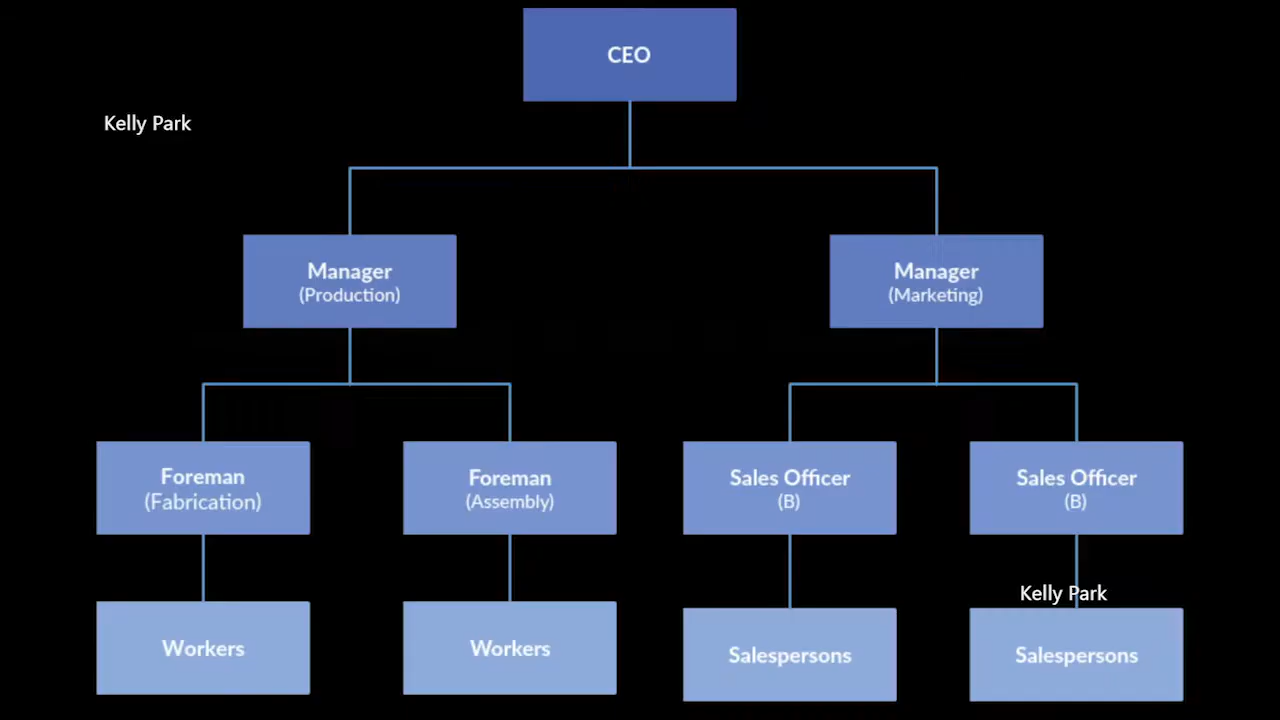 CEO
Kelly Park
Manager
(Production)
Manager
(Marketing)
Foreman
(Fabrication)
Foreman
(Assembly)
Sales Officer
(B)
Sales Officer
(B)
Kelly Park
Workers
Workers
Salespersons
Salespersons